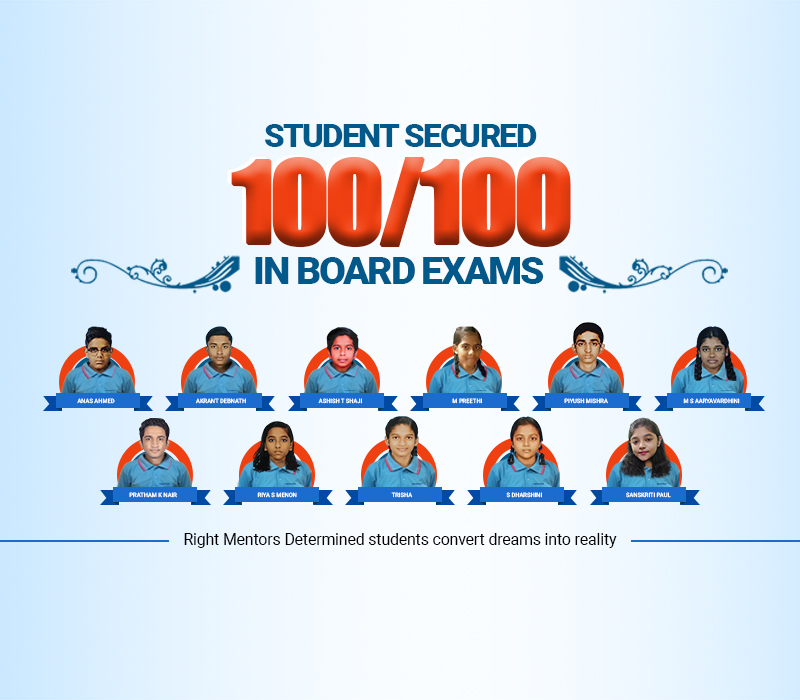 STUDENT SECURED
100/100
IN BOARD EXAMS
ANAS AHMED
AKRANT DEBNATH
ASHISH T SHAJI
M PREETHI
PIYUSH MISHRA
M S AARYAVARDHINI
PRATHAM K NAIR
RIYA S MENON
TRISHA
S DHARSHINI
SANSKRITI PAUL
Right Mentors Determined students convert dreams into reality